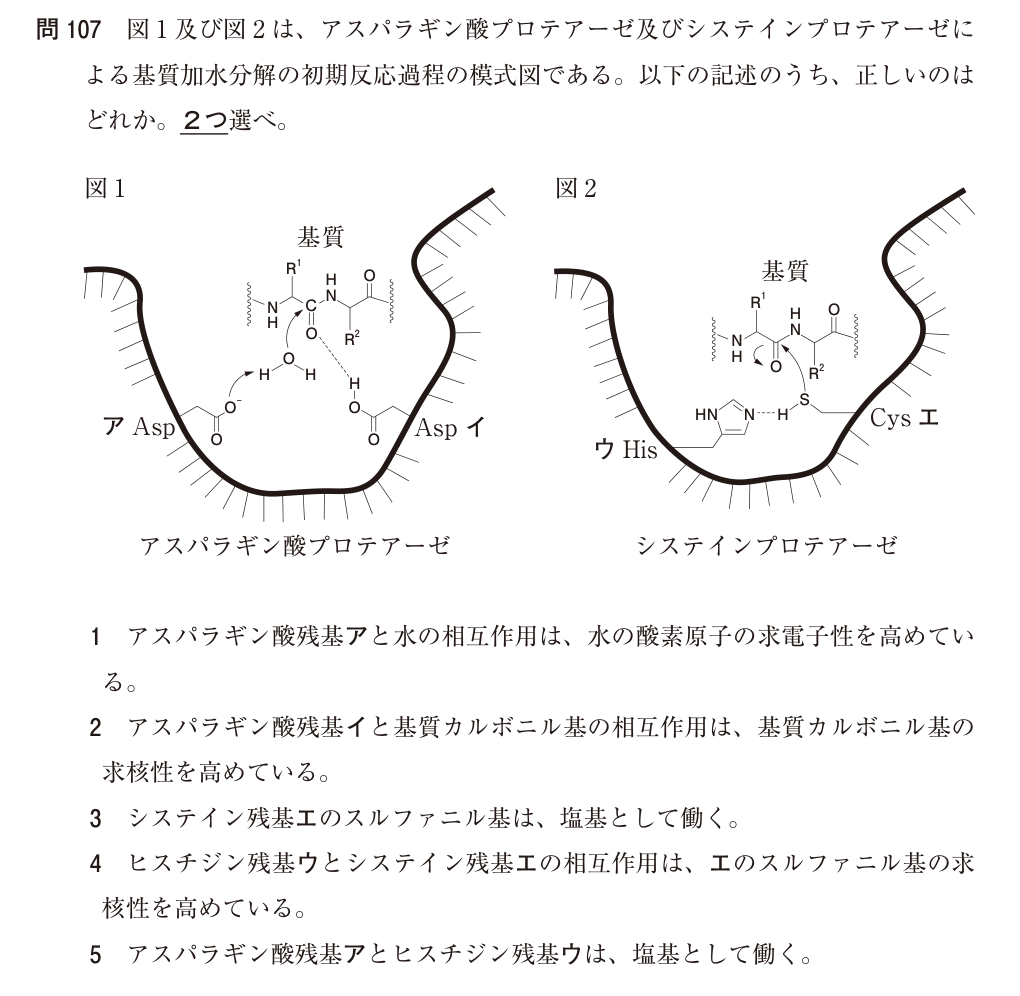 問 107　図1及び図2は、アスパラギン酸プロテアーゼ及びシステインプロテアーゼに
よる基質加水分解の初期反応過程の模式図である。以下の記述のうち、正しいのは
どれか。2つ選べ。
図1
基質
R¹
H
N
O
N
H
C
O
R²
O
H
H
H
O
O⁻
O
O
ア Asp
Asp イ
アスパラギン酸プロテアーゼ
図2
基質
R¹
H
N
O
N
H
O
R²
S
HN
N
H
Cys エ
ウ His
システインプロテアーゼ
1　アスパラギン酸残基アと水の相互作用は、水の酸素原子の求電子性を高めてい
る。
2　アスパラギン酸残基イと基質カルボニル基の相互作用は、基質カルボニル基の
求核性を高めている。
3　システイン残基エのスルファニル基は、塩基として働く。
4　ヒスチジン残基ウとシステイン残基エの相互作用は、エのスルファニル基の求
核性を高めている。
5　アスパラギン酸残基アとヒスチジン残基ウは、塩基として働く。